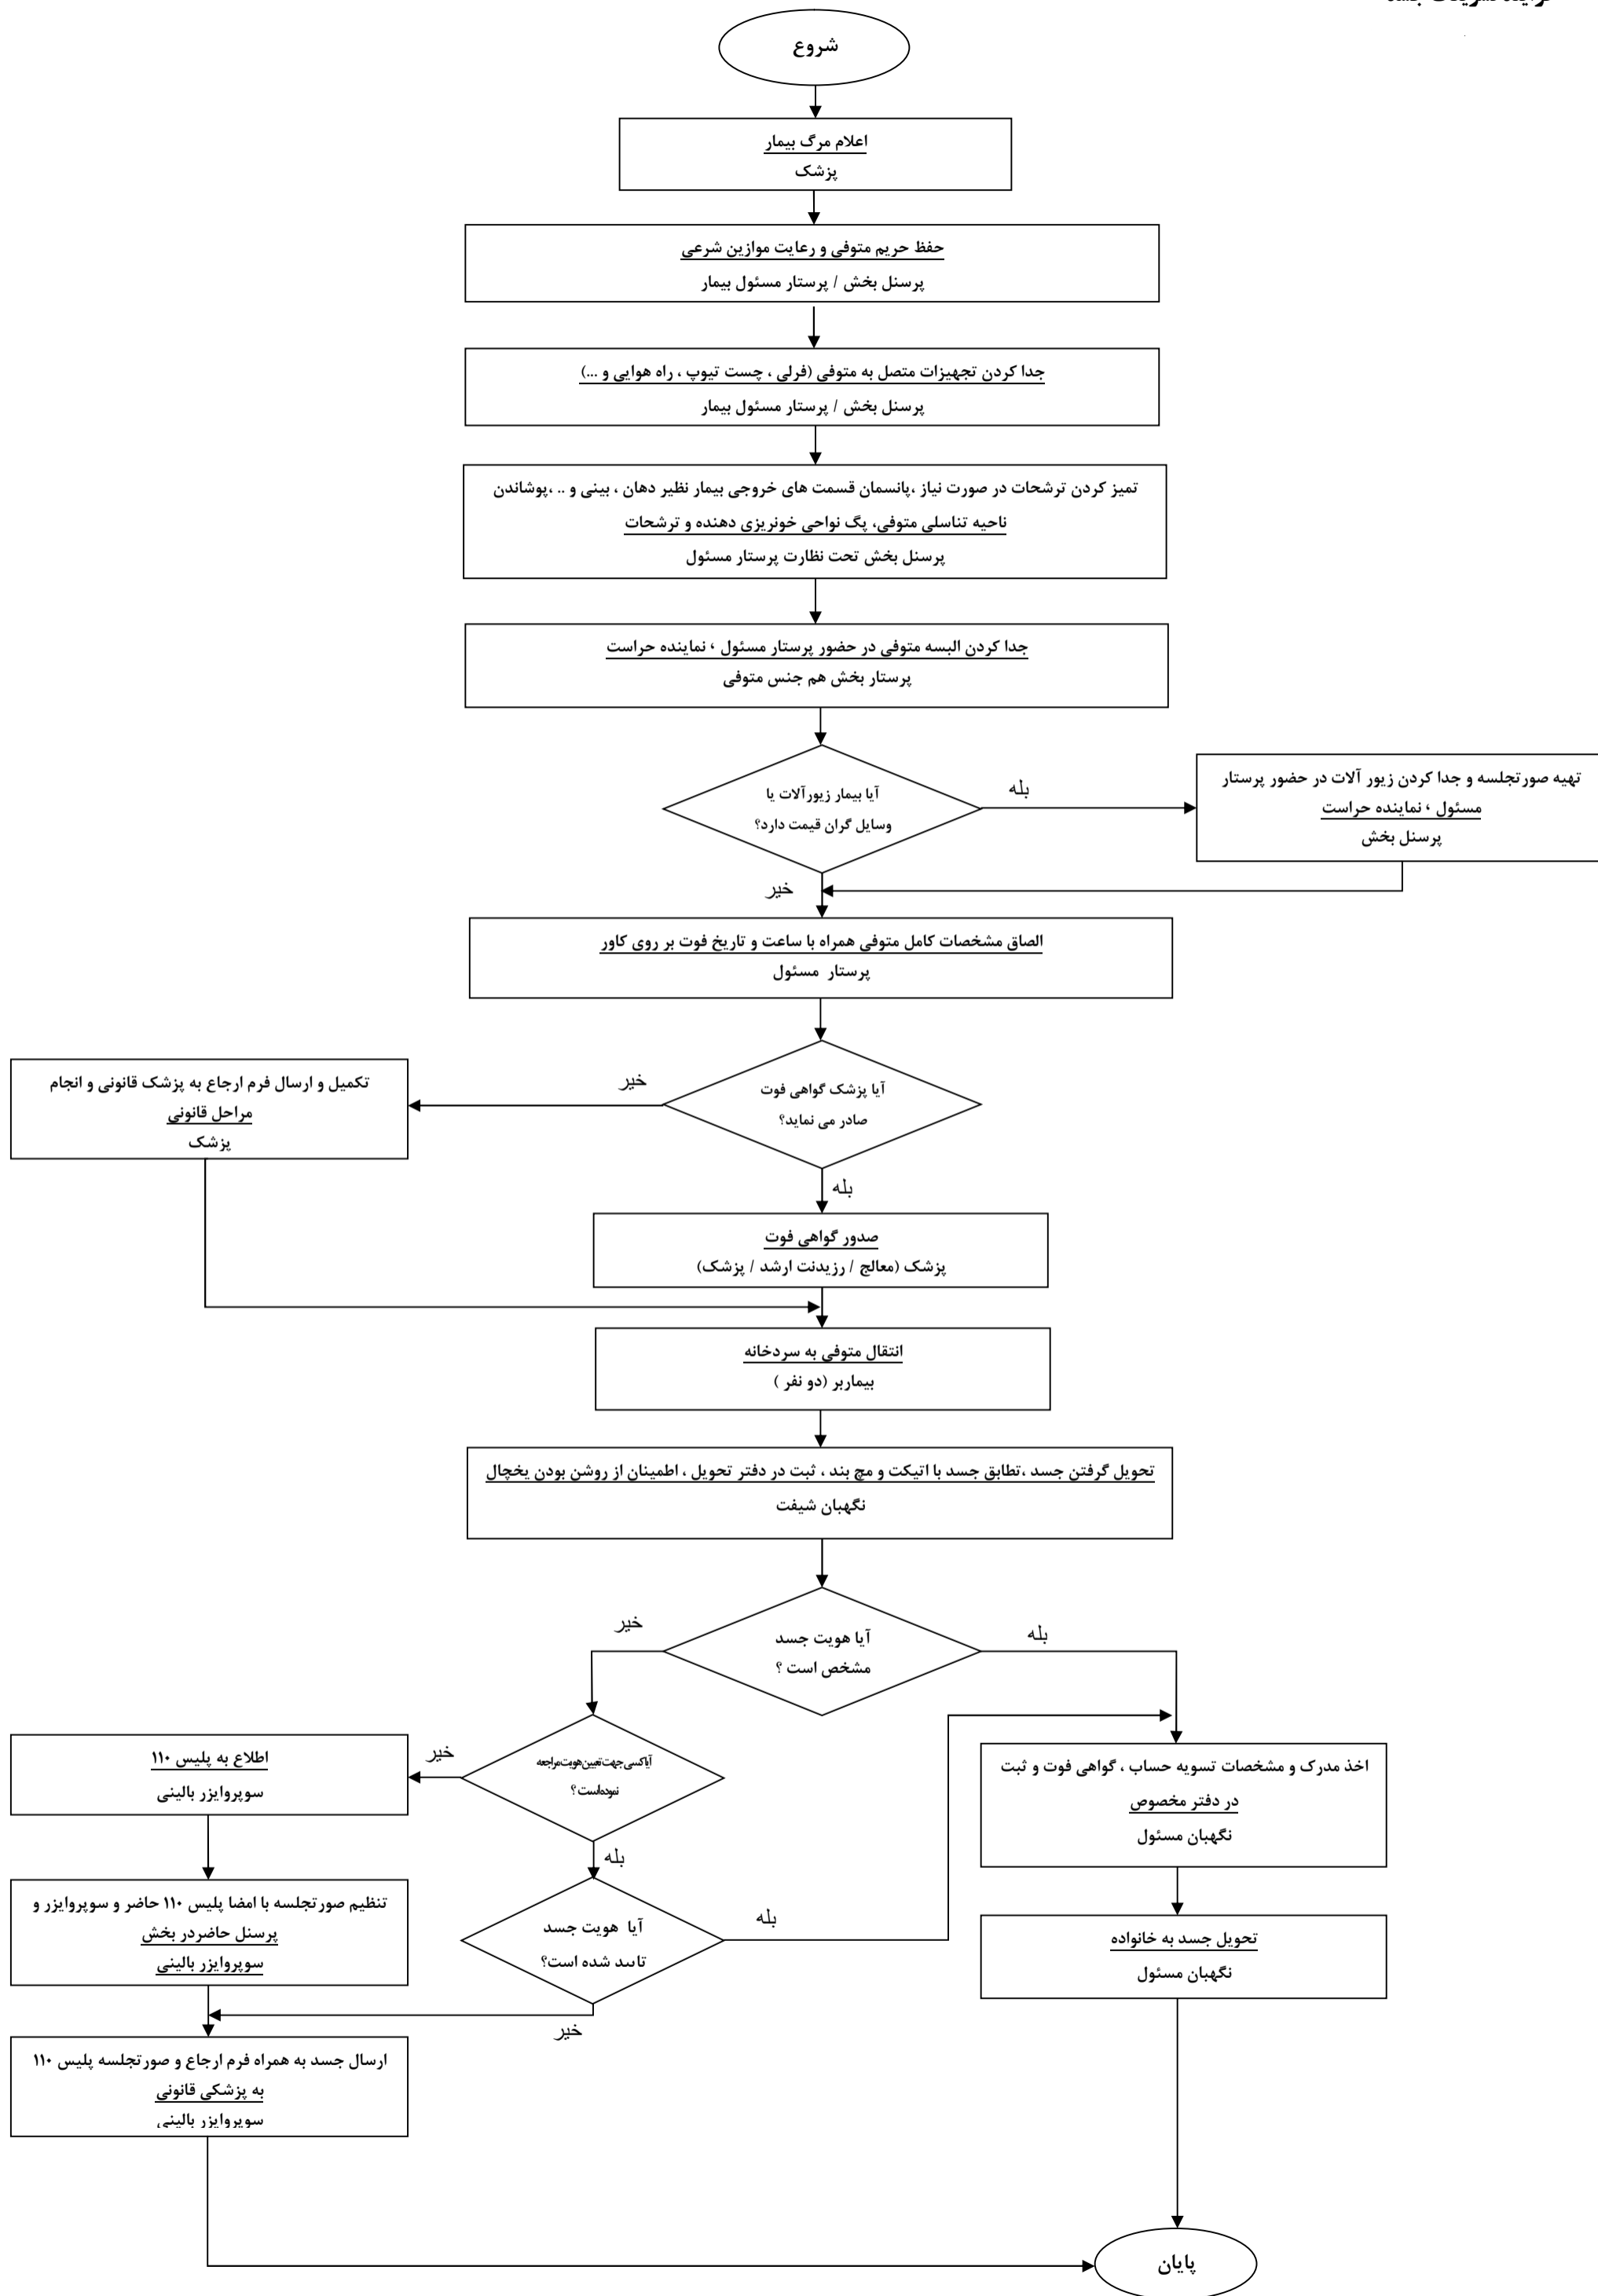 شروع
اعلام مرگ بیمار
پزشک
حفظ حریم متوفی و رعایت موازین شرعی
پرسنل بخش / پرستار مسئول بیمار
جدا کردن تجهیزات متصل به متوفی (فرلی ، چست تیوپ ، راه هوایی و ...)
پرسنل بخش / پرستار مسئول بیمار
تمیز کردن ترشحات در صورت نیاز ،پانسمان قسمت های خروجی بیمار نظیر دهان ، بینی و .. ،پوشاندن
ناحیه تناسلی متوفی، پگ نواحی خونریزی دهنده و ترشحات
پرسنل بخش تحت نظارت پرستار مسئول
جدا کردن البسه متوفی در حضور پرستار مسئول ، نماینده حراست
پرستار بخش هم جنس متوفی
آیا بیمار زیورآلات یا
وسایل گران قیمت دارد؟
بله
تهیه صورتجلسه و جدا کردن زیور آلات در حضور پرستار
مسئول ، نماینده حراست
پرسنل بخش
خیر
الصاق مشخصات کامل متوفی همراه با ساعت و تاریخ فوت بر روی کاور
پرستار مسئول
آیا پزشک گواهی فوت
صادر می نماید؟
خیر
تکمیل و ارسال فرم ارجاع به پزشک قانونی و انجام
مراحل قانونی
پزشک
بله
صدور گواهی فوت
پزشک (معالج / رزیدنت ارشد / پزشک)
انتقال متوفی به سردخانه
بیماربر (دو نفر )
تحویل گرفتن جسد ،تطابق جسد با اتیکت و مچ بند ، ثبت در دفتر تحویل ، اطمینان از روشن بودن یخچال
نگهبان شیفت
آیا هویت جسد
مشخص است ؟
بله
خیر
اخذ مدرک و مشخصات تسویه حساب ، گواهی فوت و ثبت
در دفتر مخصوص
نگهبان مسئول
آیاکسی جهت تعیین هویت مراجعه
نموده است ؟
خیر
اطلاع به پلیس ۱۱۰
سوپروایزر بالینی
بله
آیا هویت جسد
تایید شده است؟
بله
تحویل جسد به خانواده
نگهبان مسئول
تنظیم صورتجلسه با امضا پلیس ۱۱۰ حاضر و سوپروایزر و
پرسنل حاضردر بخش
سوپروایزر بالینی
خیر
ارسال جسد به همراه فرم ارجاع و صورتجلسه پلیس ۱۱۰
به پزشکی قانونی
سوپروایزر بالینی
پایان